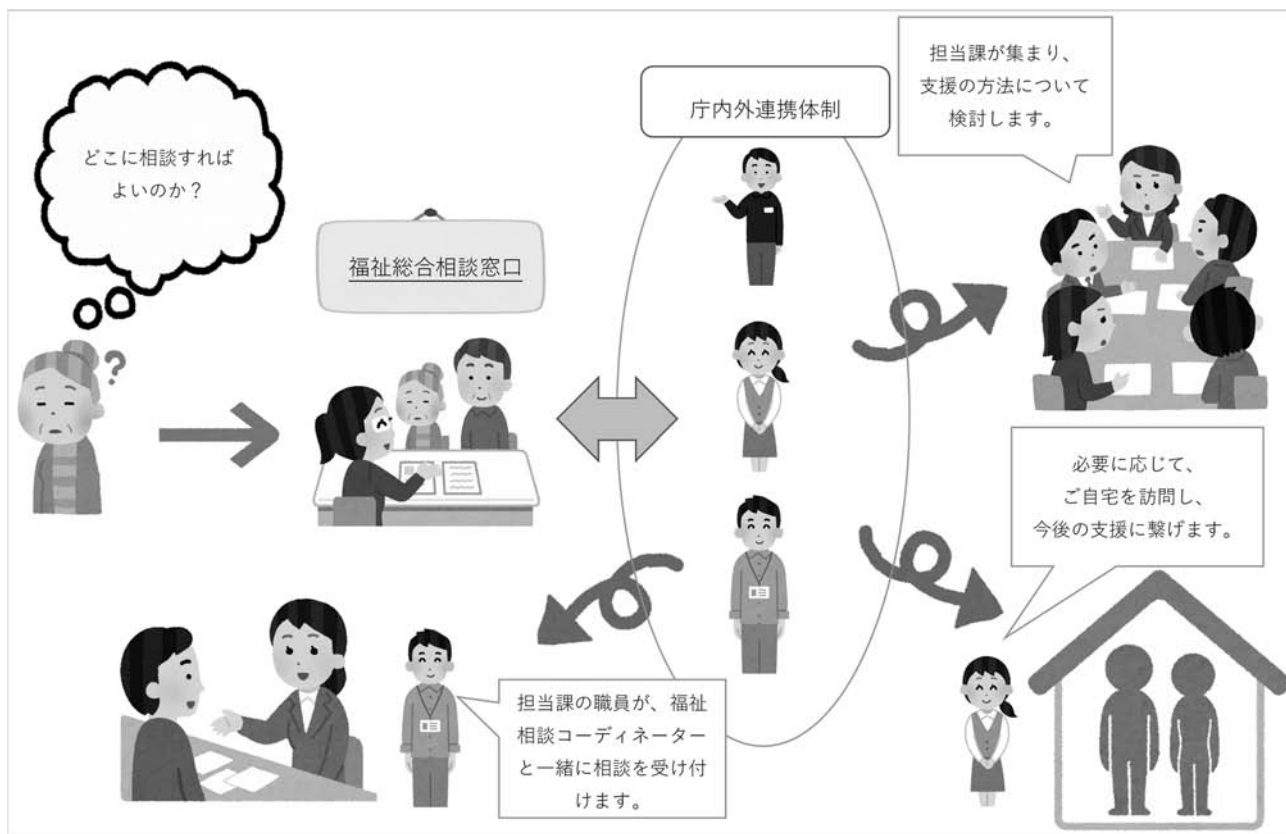 どこに相談すれば
よいのか？
?
福祉総合相談窓口
庁内外連携体制
担当課が集まり、
支援の方法について
検討します。
必要に応じて、
ご自宅を訪問し、
今後の支援に繋げます。
担当課の職員が、福祉
相談コーディネーター
と一緒に相談を受け付
けます。